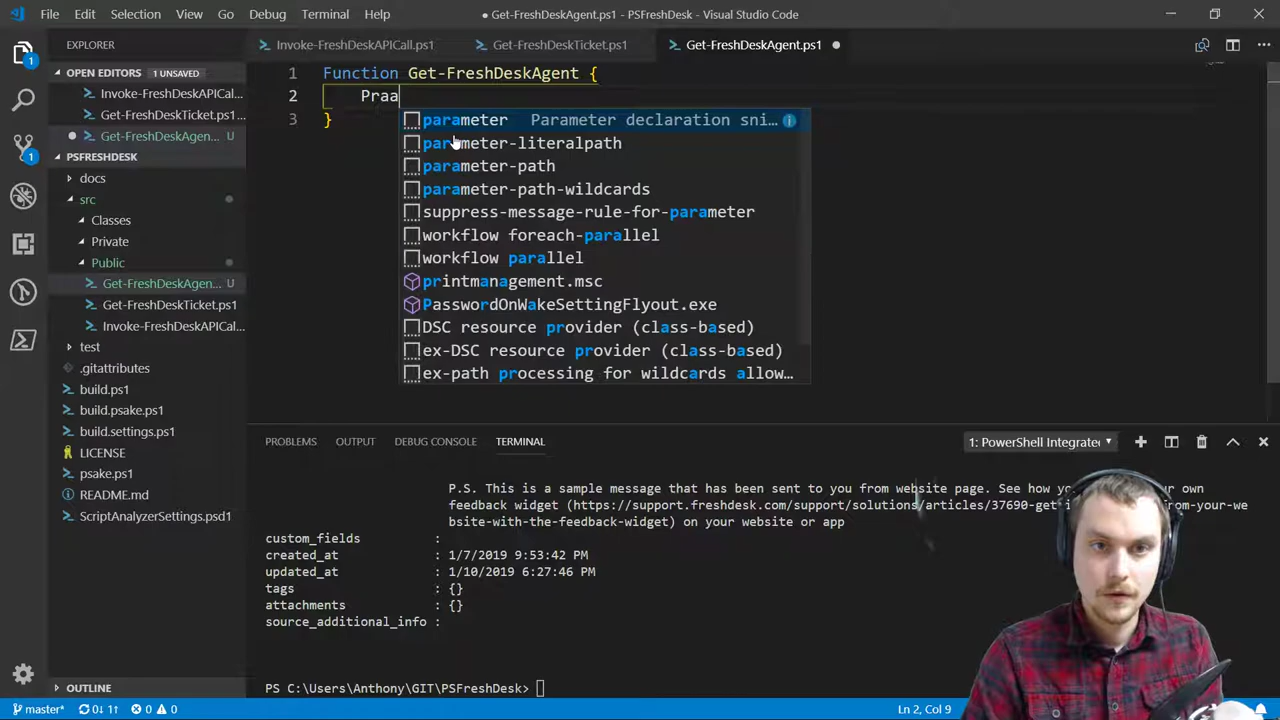 File Edit Selection View Go Debug Terminal Help
● Get-FreshDeskAgent.ps1 - PSFreshDesk - Visual Studio Code
EXPLORER
Invoke-FreshDeskAPICall.ps1
Get-FreshDeskTicket.ps1
Get-FreshDeskAgent.ps1
OPEN EDITORS 1 UNSAVED
Invoke-FreshDeskAPICal...
Get-FreshDeskTicket.ps1...
Get-FreshDeskAgen... U
PSFRESHDESK
docs
src
Classes
Private
Public
Get-FreshDeskAgen... U
Get-FreshDeskTicket.ps1
Invoke-FreshDeskAPICal...
test
.gitattributes
build.ps1
build.psake.ps1
build.settings.ps1
LICENSE
psake.ps1
README.md
ScriptAnalyzerSettings.psd1
OUTLINE
1 Function Get-FreshDeskAgent {
2 Praa
3 }
parameter Parameter declaration sni...
parameter-literalpath
parameter-path
parameter-path-wildcards
suppress-message-rule-for-parameter
workflow foreach-parallel
workflow parallel
printmanagement.msc
PasswordOnWakeSettingFlyout.exe
DSC resource provider (class-based)
ex-DSC resource provider (class-based)
ex-path processing for wildcards allow...
PROBLEMS OUTPUT DEBUG CONSOLE TERMINAL
1: PowerShell Integrate
P.S. This is a sample message that has been sent to you from website page. See how own
feedback widget (https://support.freshdesk.com/support/solutions/articles/37690-get
bsite-with-the-feedback-widget) on your website or app
custom_fields :
created_at : 1/7/2019 9:53:42 PM
updated_at : 1/10/2019 6:27:46 PM
tags : {}
attachments : {}
source_additional_info :
PS C:\Users\Anthony\GIT\PSFreshDesk>
master* 0↓ 1↑ 0 0
Ln 2, Col 9